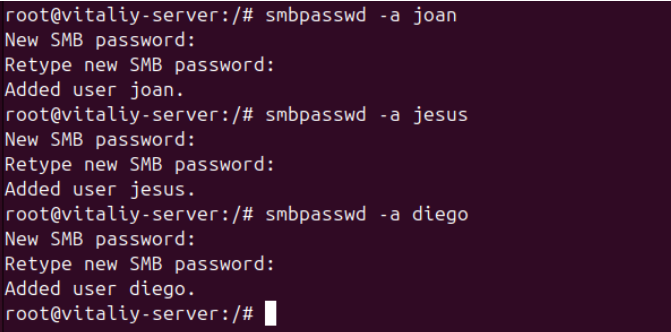 root@vitaliy-server:/# smbpasswd -a joan
New SMB password:
Retype new SMB password:
Added user joan.
root@vitaliy-server:/# smbpasswd -a jesus
New SMB password:
Retype new SMB password:
Added user jesus.
root@vitaliy-server:/# smbpasswd -a diego
New SMB password:
Retype new SMB password:
Added user diego.
root@vitaliy-server:/#